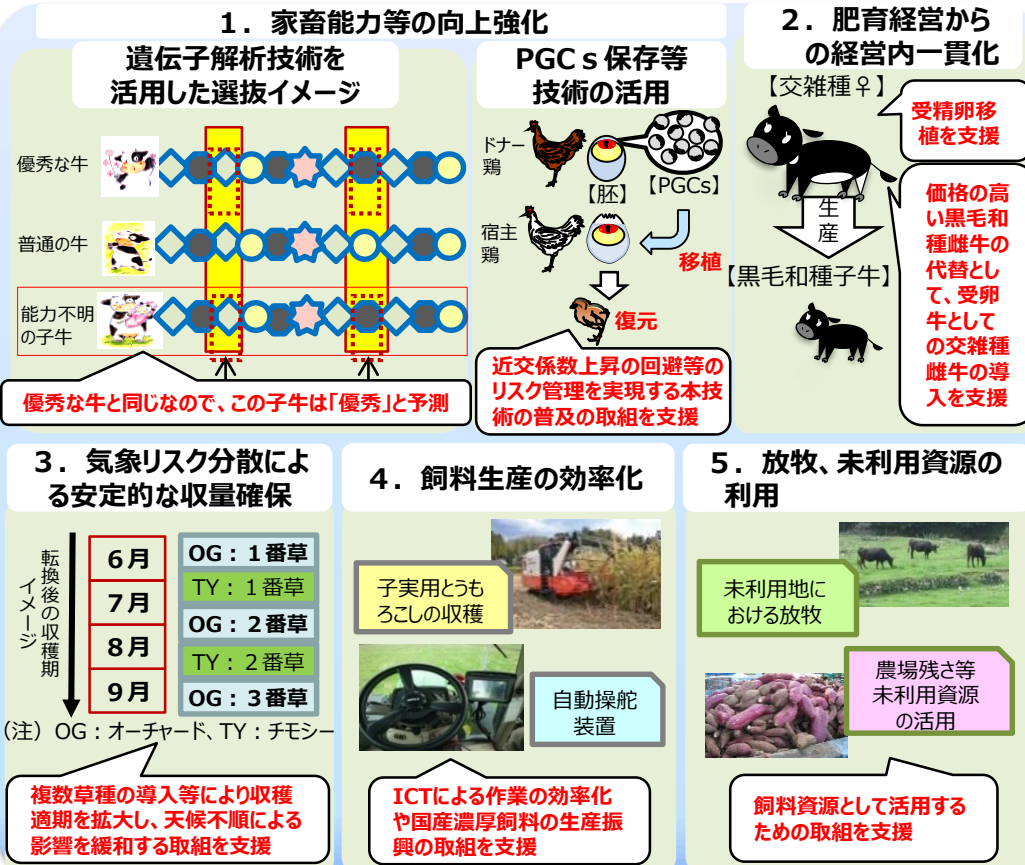 １．家畜能力等の向上強化
遺伝子解析技術を
活用した選抜イメージ
優秀な牛
普通の牛
能力不明
の子牛
優秀な牛と同じなので、この子牛は「優秀」と予測
PGCｓ保存等
技術の活用
ドナー
鶏
【胚】
【PGCs】
宿主
鶏
移植
復元
近交係数上昇の回避等の
リスク管理を実現する本技
術の普及の取組を支援
２．肥育経営から
の経営内一貫化
【交雑種♀】
受精卵移
植を支援
生
産
【黒毛和種子牛】
価格の高
い黒毛和
種雌牛の
代替とし
て、受卵
牛として
の交雑種
雌牛の導
入を支援
３．気象リスク分散によ
る安定的な収量確保
転換後の収穫期
イメージ
６月
７月
８月
９月
OG：１番草
TY：１番草
OG：２番草
TY：２番草
OG：３番草
(注）OG：オーチャード、TY：チモシー
複数草種の導入等により収穫
適期を拡大し、天候不順による
影響を緩和する取組を支援
４．飼料生産の効率化
子実用とうも
ろこしの収穫
自動操舵
装置
ICTによる作業の効率化
や国産濃厚飼料の生産振
興の取組を支援
５．放牧、未利用資源の
利用
未利用地に
おける放牧
農場残さ等
未利用資源
の活用
飼料資源として活用する
ための取組を支援